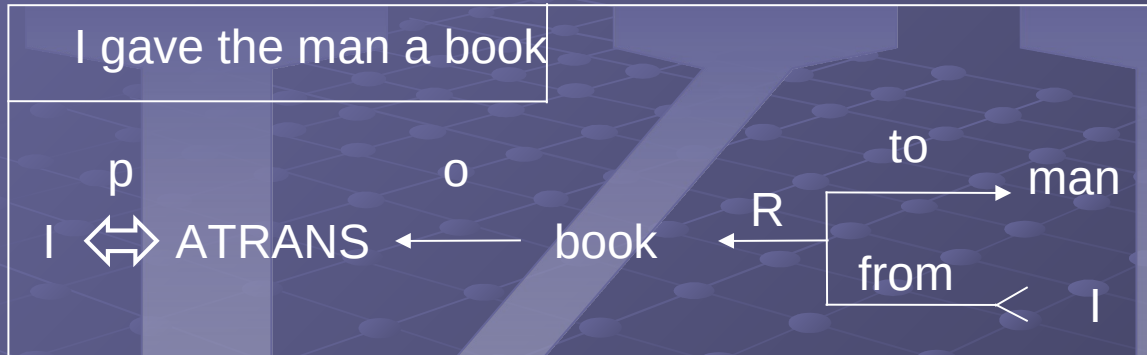 I gave the man a book
to
p o man
R
I ATRANS book
from
I